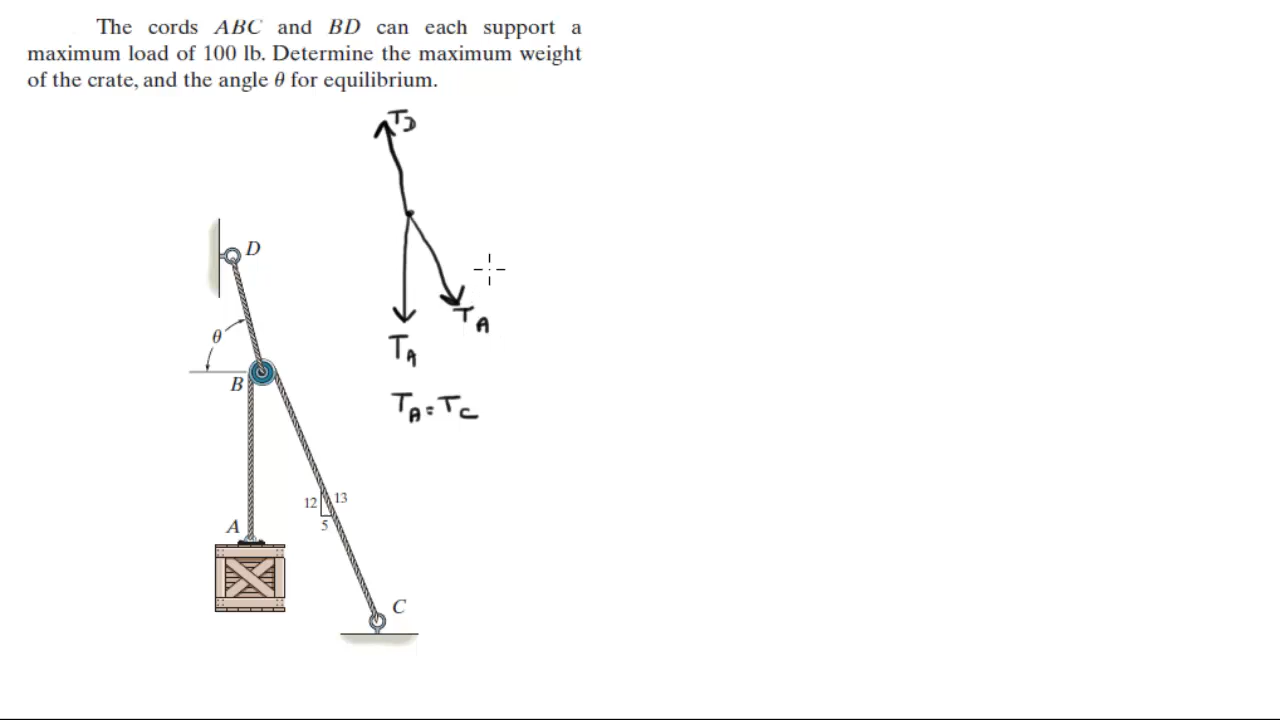 The cords ABC and BD can each support a
maximum load of 100 lb. Determine the maximum weight
of the crate, and the angle θ for equilibrium.
T_D
D
θ
T_A
T_A
B
T_A = T_C
12
13
5
A
C